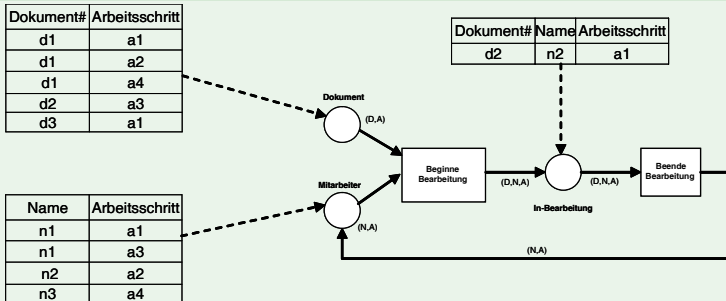 Dokument# Arbeitsschritt
d1 a1
d1 a2
d1 a4
d2 a3
d3 a1
Dokument# Name Arbeitsschritt
d2 n2 a1
Dokument
(D,A)
Beginne
Bearbeitung
(D,N,A)
In-Bearbeitung
(D,N,A)
Beende
Bearbeitung
Mitarbeiter
(N,A)
(N,A)
Name Arbeitsschritt
n1 a1
n1 a3
n2 a2
n3 a4